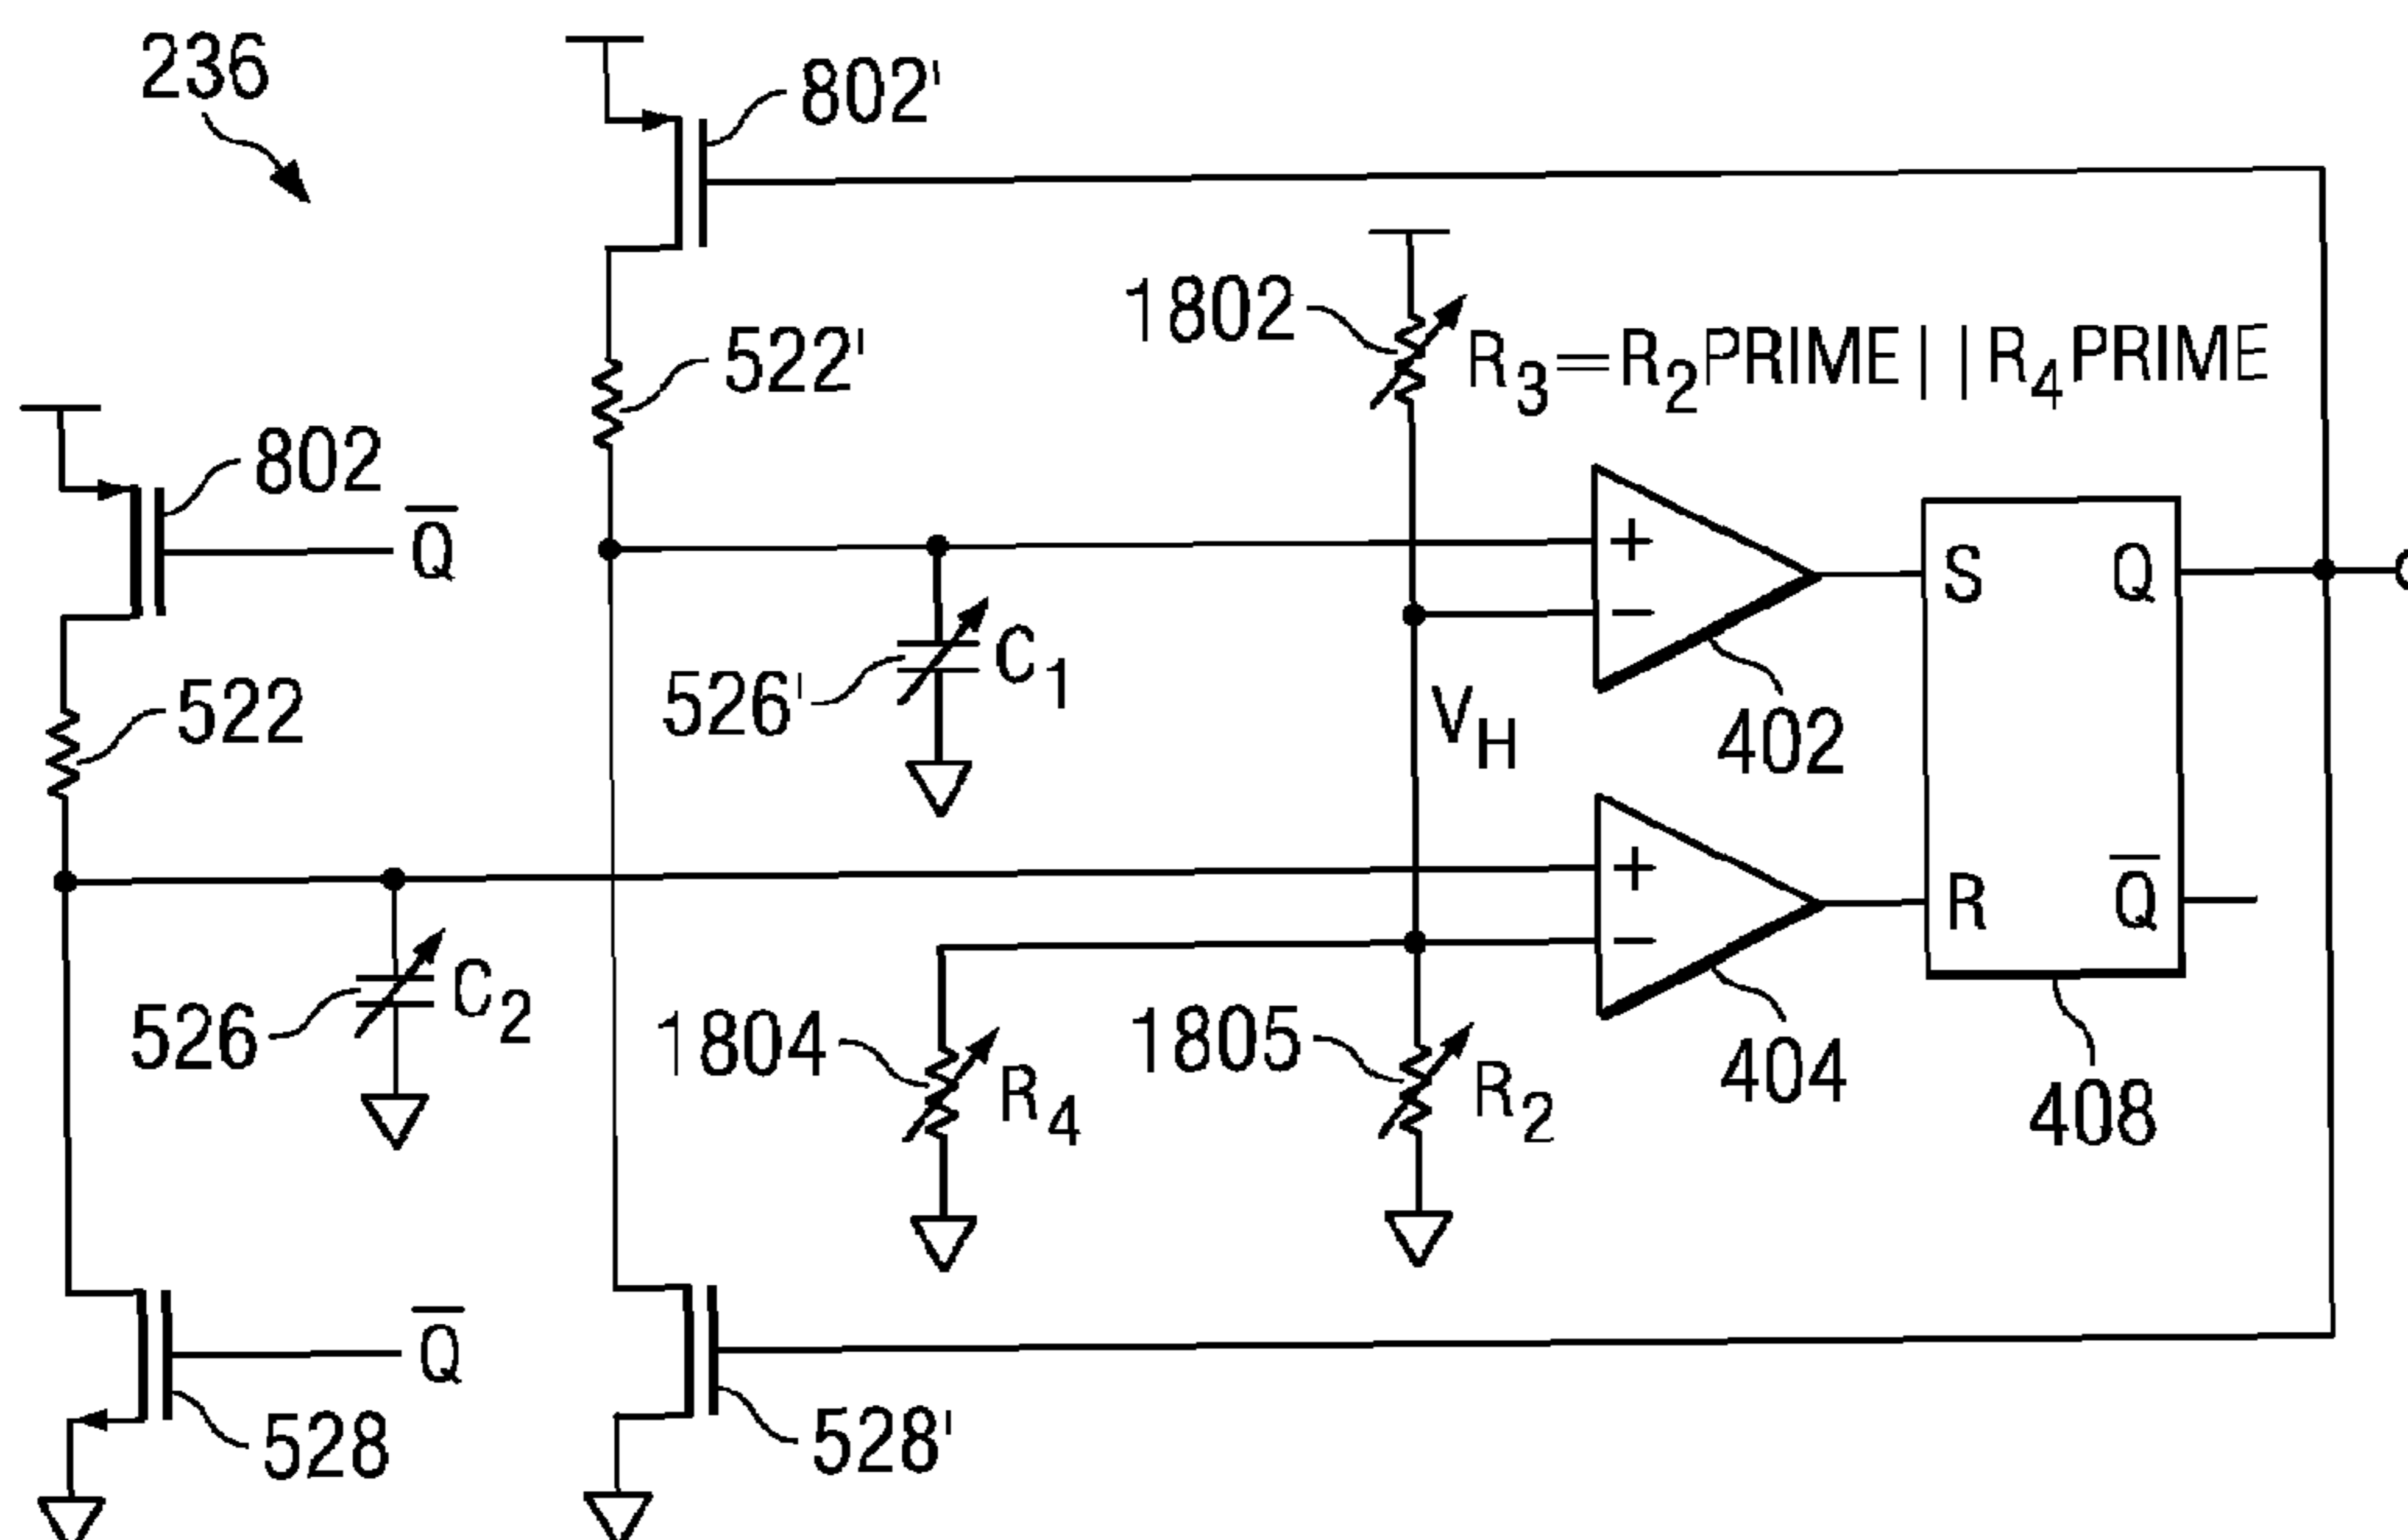 236
802'
1802
R3=R2PRIME||R4PRIME
522'
802
Q̅
+
−
S
Q
522
526'
C1
VH
402
+
−
R
Q̅
526
C2
1804
R4
1805
R2
404
408
Q̅
528
528'